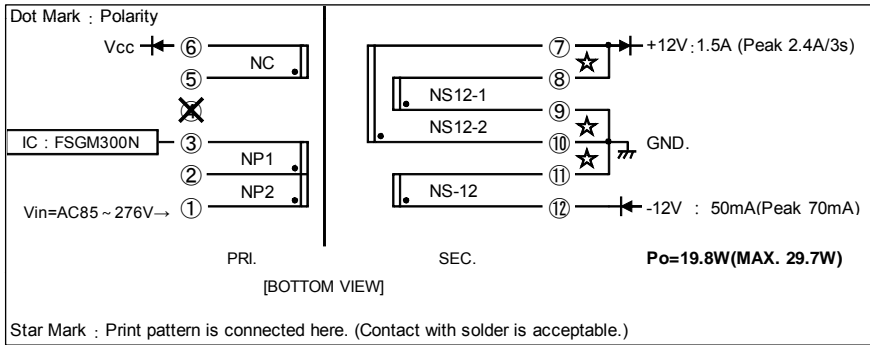 Dot Mark : Polarity
Vcc ⑥ ⑦ +12V:1.5A (Peak 2.4A/3s)
NC ☆
⑤ ⑧
NS12-1
④ ⑨
NS12-2 ☆
IC : FSGM300N ③ ⑩ GND.
NP1 ☆
② ⑪
NP2 NS-12
Vin=AC85~276V→ ① ⑫ -12V : 50mA(Peak 70mA)
PRI. SEC. Po=19.8W(MAX. 29.7W)
[BOTTOM VIEW]
Star Mark : Print pattern is connected here. (Contact with solder is acceptable.)